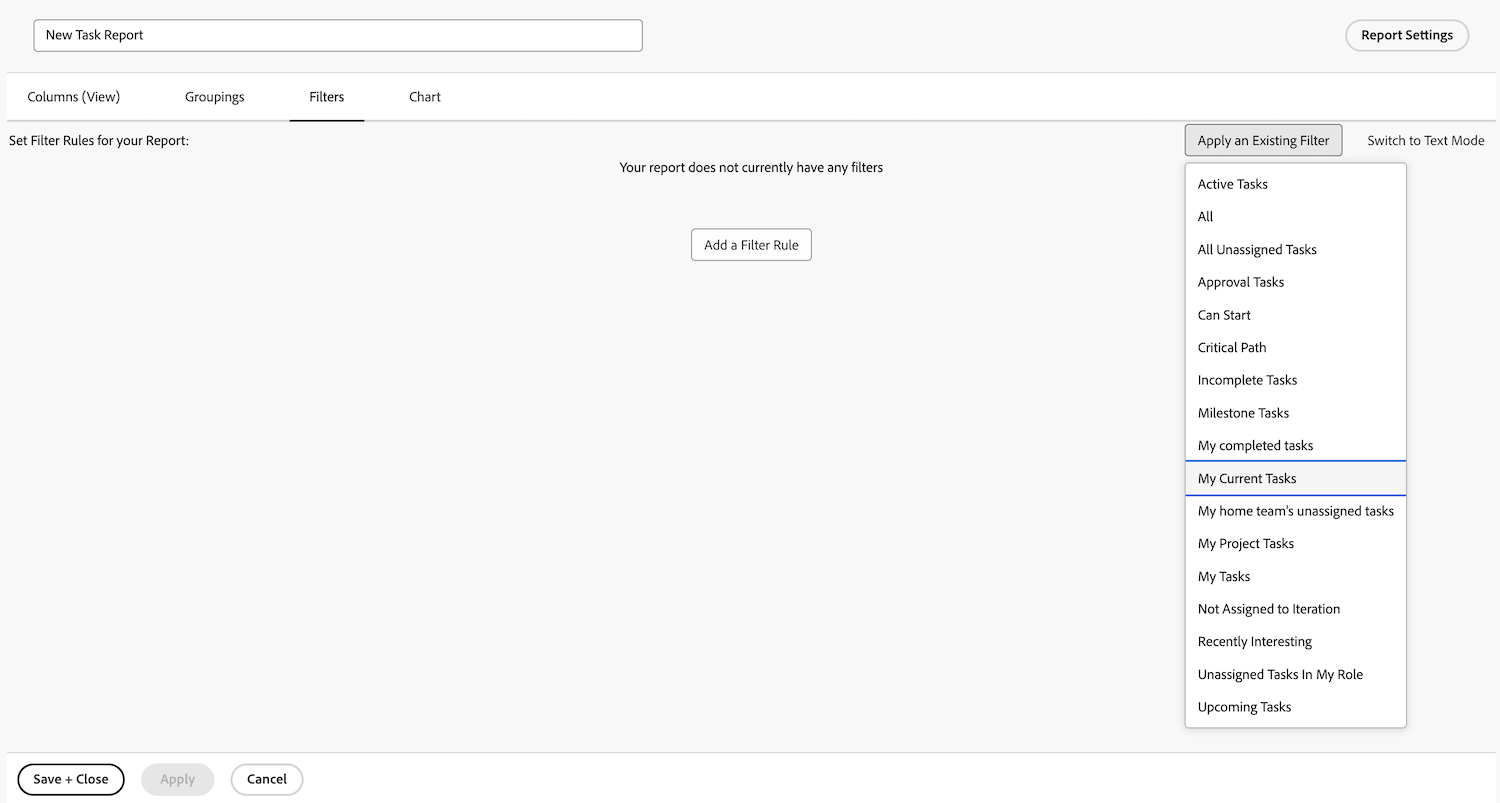 New Task Report
Report Settings
Columns (View)
Groupings
Filters
Chart
Set Filter Rules for your Report:
Apply an Existing Filter
Switch to Text Mode
Your report does not currently have any filters
Add a Filter Rule
Active Tasks
All
All Unassigned Tasks
Approval Tasks
Can Start
Critical Path
Incomplete Tasks
Milestone Tasks
My completed tasks
My Current Tasks
My home team's unassigned tasks
My Project Tasks
My Tasks
Not Assigned to Iteration
Recently Interesting
Unassigned Tasks In My Role
Upcoming Tasks
Save + Close
Apply
Cancel